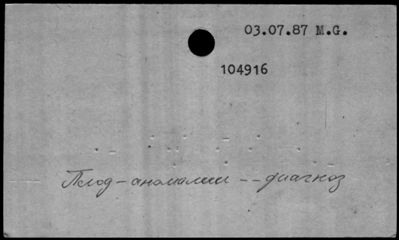 03.07.87 M.G.
104916
Плод - аномалии -- диагноз